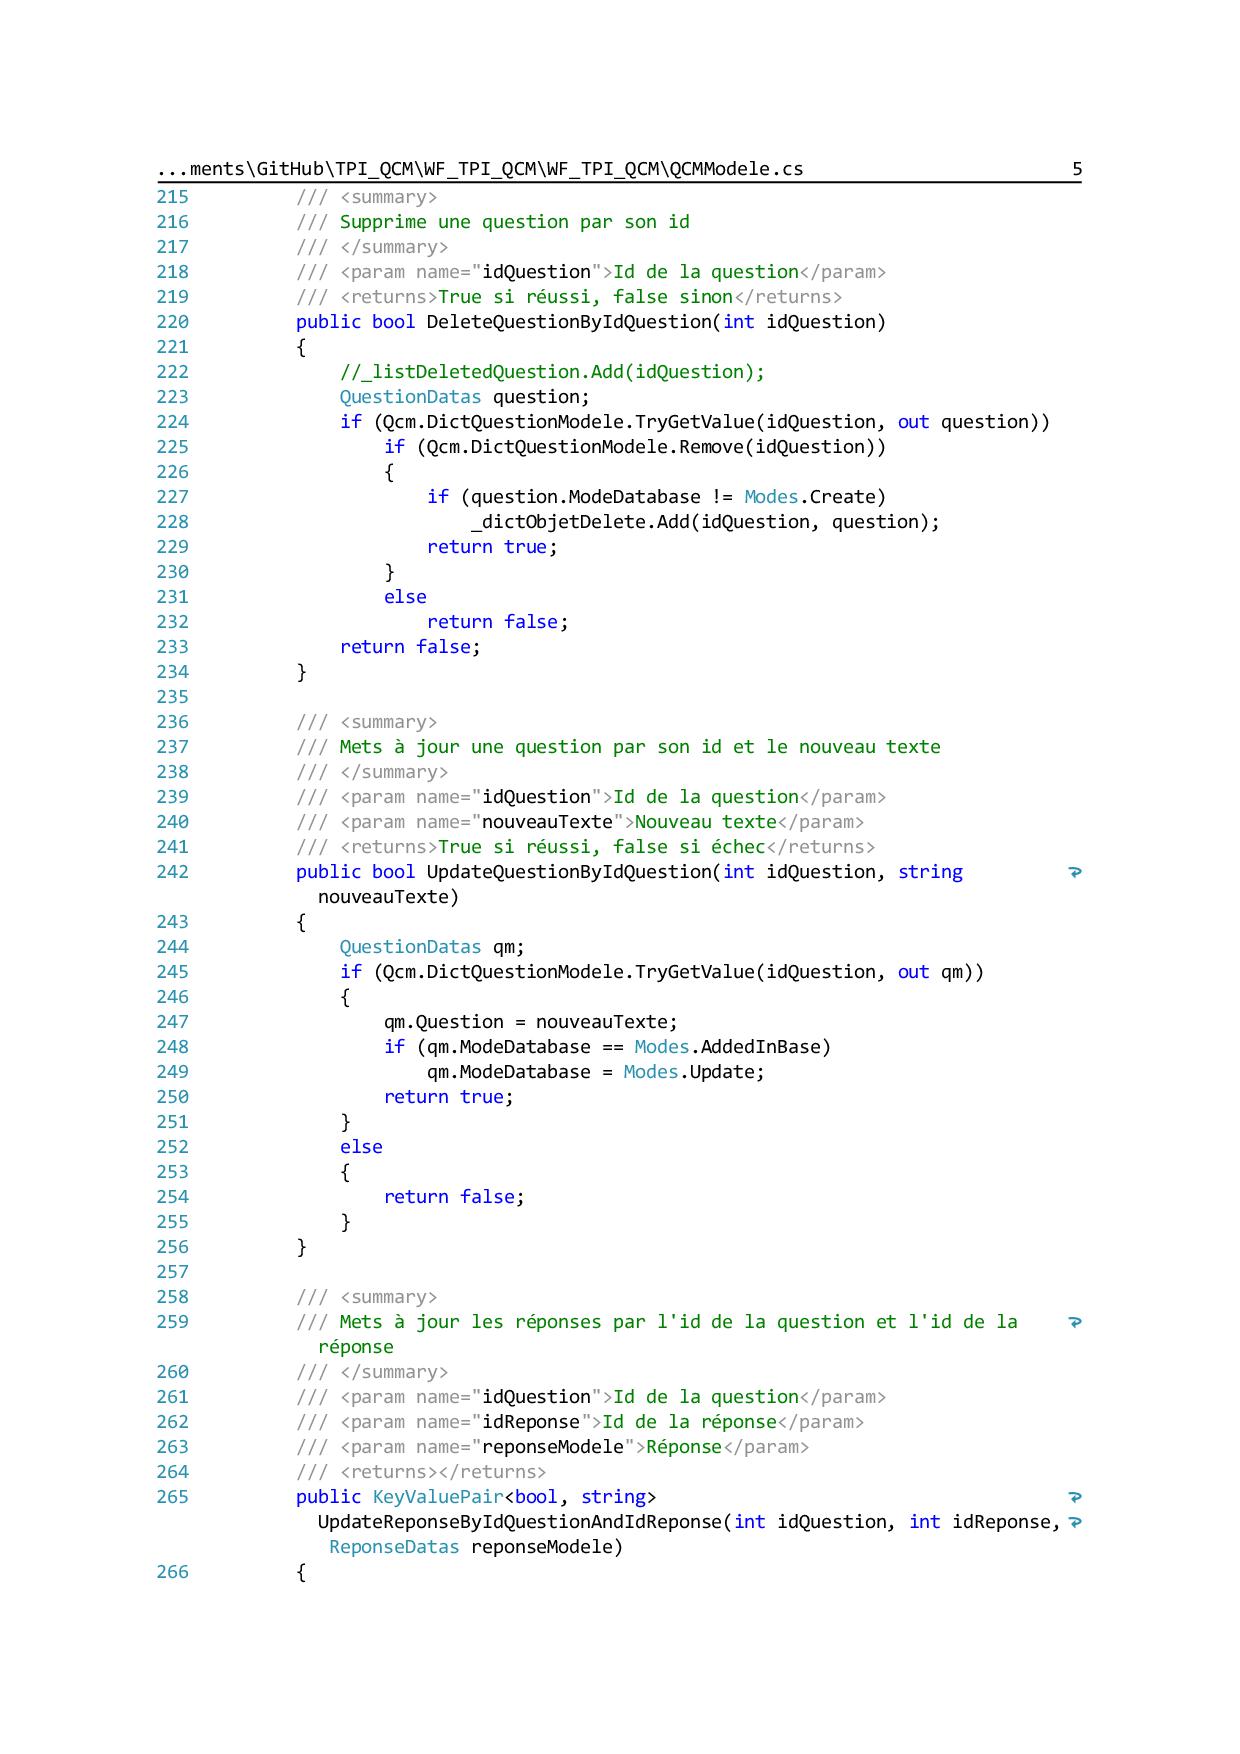 ...ments\GitHub\TPI_QCM\WF_TPI_QCM\WF_TPI_QCM\QCMModele.cs 5
215 /// <summary>
216 /// Supprime une question par son id
217 /// </summary>
218 /// <param name="idQuestion">Id de la question</param>
219 /// <returns>True si réussi, false sinon</returns>
220 public bool DeleteQuestionByIdQuestion(int idQuestion)
221 {
222 //_listDeletedQuestion.Add(idQuestion);
223 QuestionDatas question;
224 if (Qcm.DictQuestionModele.TryGetValue(idQuestion, out question))
225 if (Qcm.DictQuestionModele.Remove(idQuestion))
226 {
227 if (question.ModeDatabase != Modes.Create)
228 _dictObjetDelete.Add(idQuestion, question);
229 return true;
230 }
231 else
232 return false;
233 return false;
234 }
235
236 /// <summary>
237 /// Mets à jour une question par son id et le nouveau texte
238 /// </summary>
239 /// <param name="idQuestion">Id de la question</param>
240 /// <param name="nouveauTexte">Nouveau texte</param>
241 /// <returns>True si réussi, false si échec</returns>
242 public bool UpdateQuestionByIdQuestion(int idQuestion, string
nouveauTexte)
243 {
244 QuestionDatas qm;
245 if (Qcm.DictQuestionModele.TryGetValue(idQuestion, out qm))
246 {
247 qm.Question = nouveauTexte;
248 if (qm.ModeDatabase == Modes.AddedInBase)
249 qm.ModeDatabase = Modes.Update;
250 return true;
251 }
252 else
253 {
254 return false;
255 }
256 }
257
258 /// <summary>
259 /// Mets à jour les réponses par l'id de la question et l'id de la
réponse
260 /// </summary>
261 /// <param name="idQuestion">Id de la question</param>
262 /// <param name="idReponse">Id de la réponse</param>
263 /// <param name="reponseModele">Réponse</param>
264 /// <returns></returns>
265 public KeyValuePair<bool, string>
UpdateReponseByIdQuestionAndIdReponse(int idQuestion, int idReponse,
ReponseDatas reponseModele)
266 {